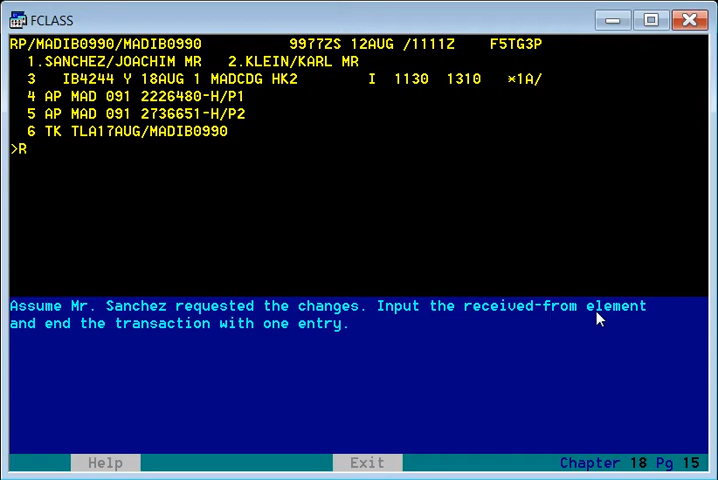 FCLASS
RP/MADIB0990/MADIB0990 9977ZS 12AUG /1111Z F5TG3P
1.SANCHEZ/JOACHIM MR 2.KLEIN/KARL MR
3 IB4244 Y 18AUG 1 MADCDG HK2 I 1130 1310 *1A/
4 AP MAD 091 2226480-H/P1
5 AP MAD 091 2736651-H/P2
6 TK TLA17AUG/MADIB0990
>R
Assume Mr. Sanchez requested the changes. Input the received-from element
and end the transaction with one entry.
Help Exit Chapter 18 Pg 15